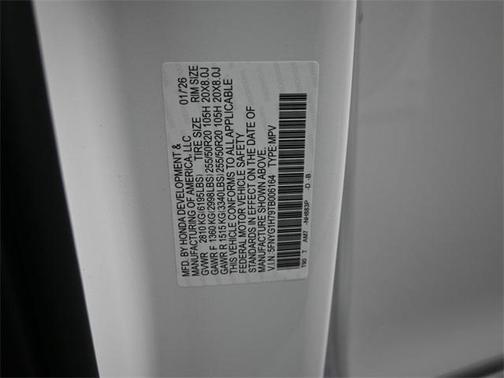 MFD. BY HONDA DEVELOPMENT & 01/26
MANUFACTURING OF AMERICA, LLC
TIRE SIZE RIM SIZE
GVWR 2810 KG(6195LBS)
GAWR F 1360 KG(2998LBS) 255/50R20 105H 20X8.0J
GAWR R 1515 KG(3340LBS) 255/50R20 105H 20X8.0J
THIS VEHICLE CONFORMS TO ALL APPLICABLE
FEDERAL MOTOR VEHICLE SAFETY
STANDARDS IN EFFECT ON THE DATE OF
MANUFACTURE SHOWN ABOVE.
V.I.N: 5FNYG1H79TB006164 TYPE:MPV
T90 T AM7 -NH883P -D -B